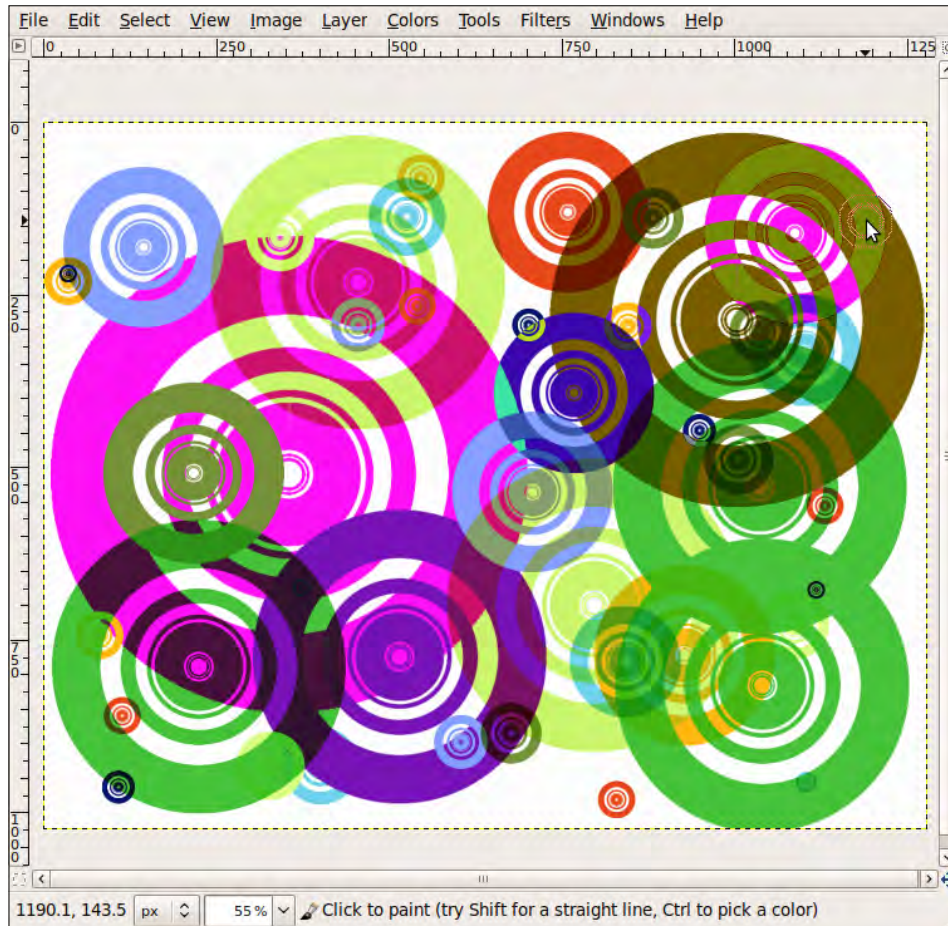 File Edit Select View Image Layer Colors Tools Filters Windows Help
0 250 500 750 1000 125
0
250
500
750
1000
1190.1, 143.5 px 55 % Click to paint (try Shift for a straight line, Ctrl to pick a color)